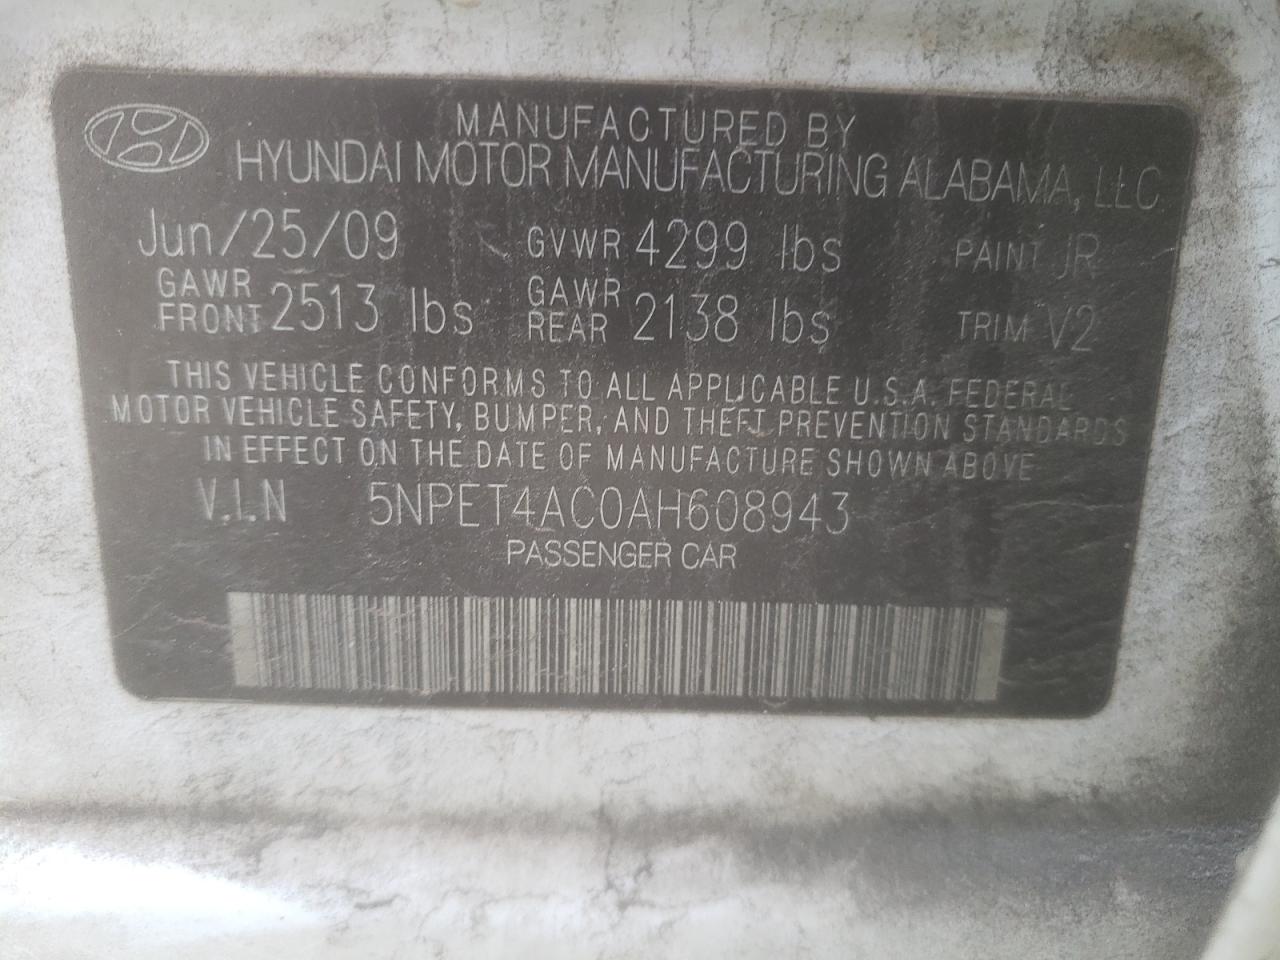 MANUFACTURED BY
HYUNDAI MOTOR MANUFACTURING ALABAMA, LLC
Jun/25/09 GVWR 4299 lbs PAINT JR
GAWR FRONT 2513 lbs GAWR REAR 2138 lbs TRIM V2
THIS VEHICLE CONFORMS TO ALL APPLICABLE U.S.A. FEDERAL
MOTOR VEHICLE SAFETY, BUMPER, AND THEFT PREVENTION STANDARDS
IN EFFECT ON THE DATE OF MANUFACTURE SHOWN ABOVE
V.I.N 5NPET4AC0AH608943
PASSENGER CAR